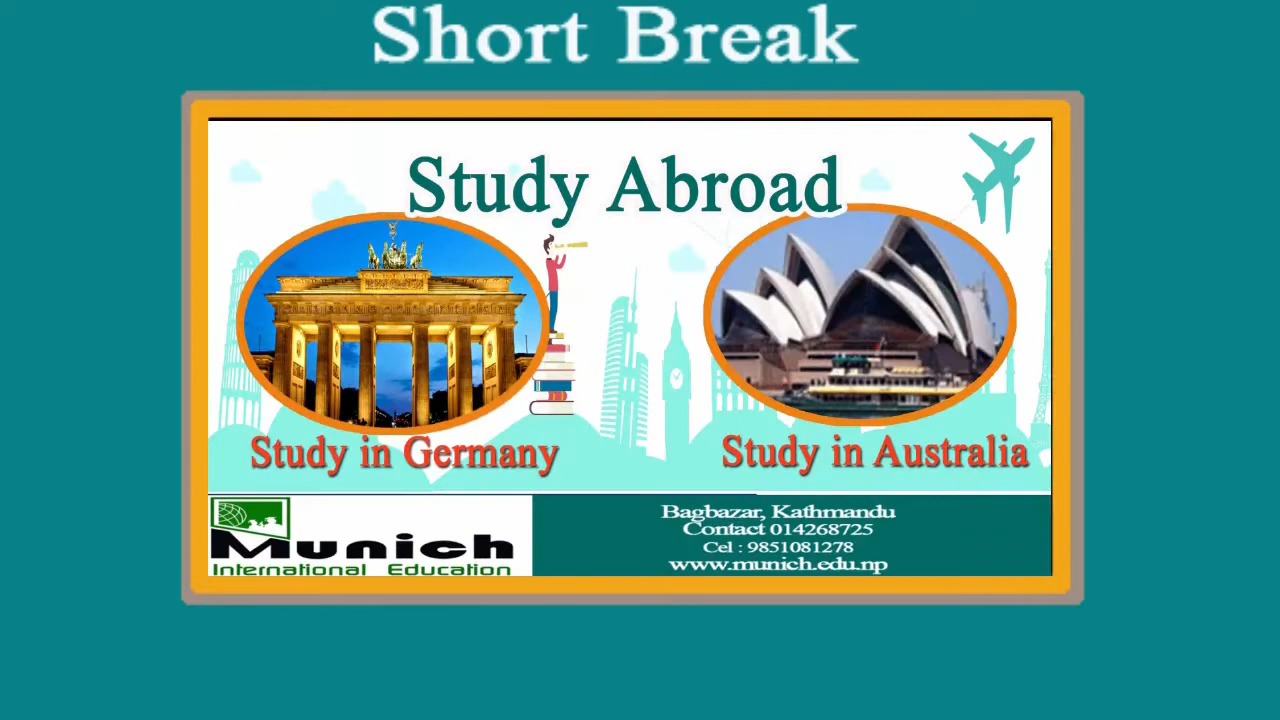 Short Break
Study Abroad
Study in Germany
Study in Australia
Munich
International Education
Bagbazar, Kathmandu
Contact 014268725
Cel : 9851081278
www.munich.edu.np